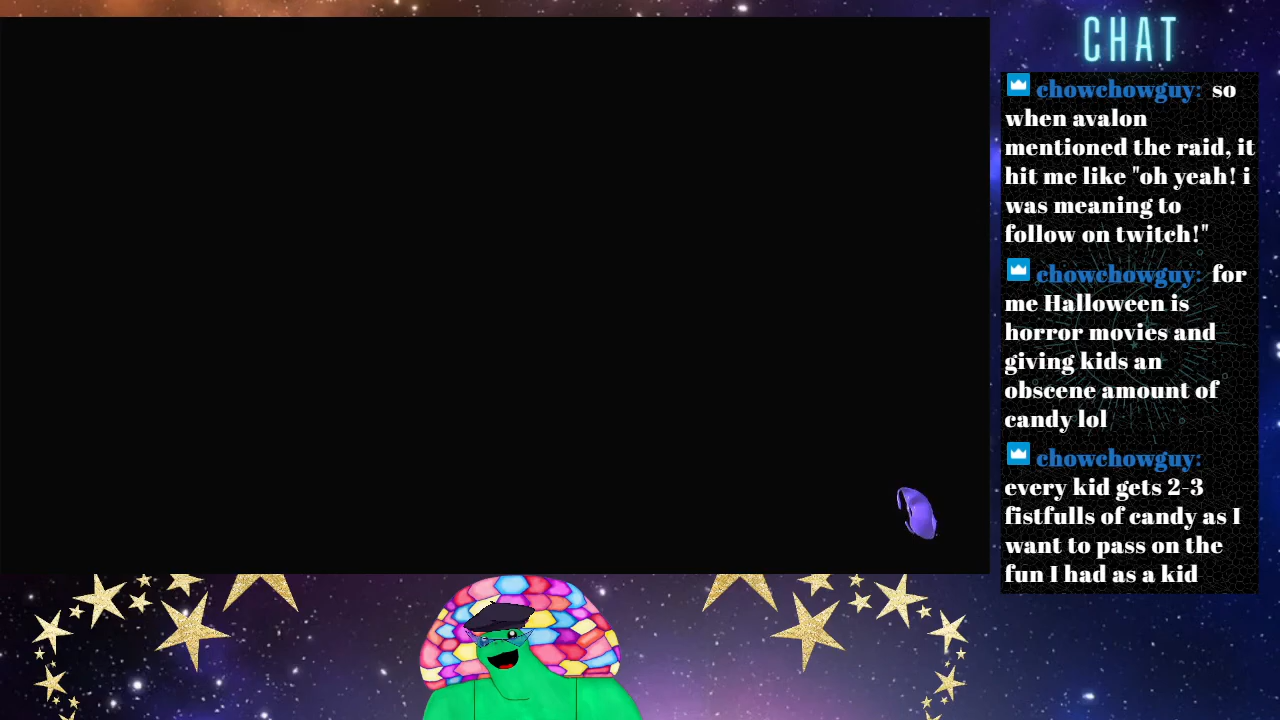 CHAT
chowchowguy: so
when avalon
mentioned the raid, it
hit me like "oh yeah! i
was meaning to
follow on twitch!"
chowchowguy: for
me Halloween is
horror movies and
giving kids an
obscene amount of
candy lol
chowchowguy:
every kid gets 2-3
fistfulls of candy as I
want to pass on the
fun I had as a kid